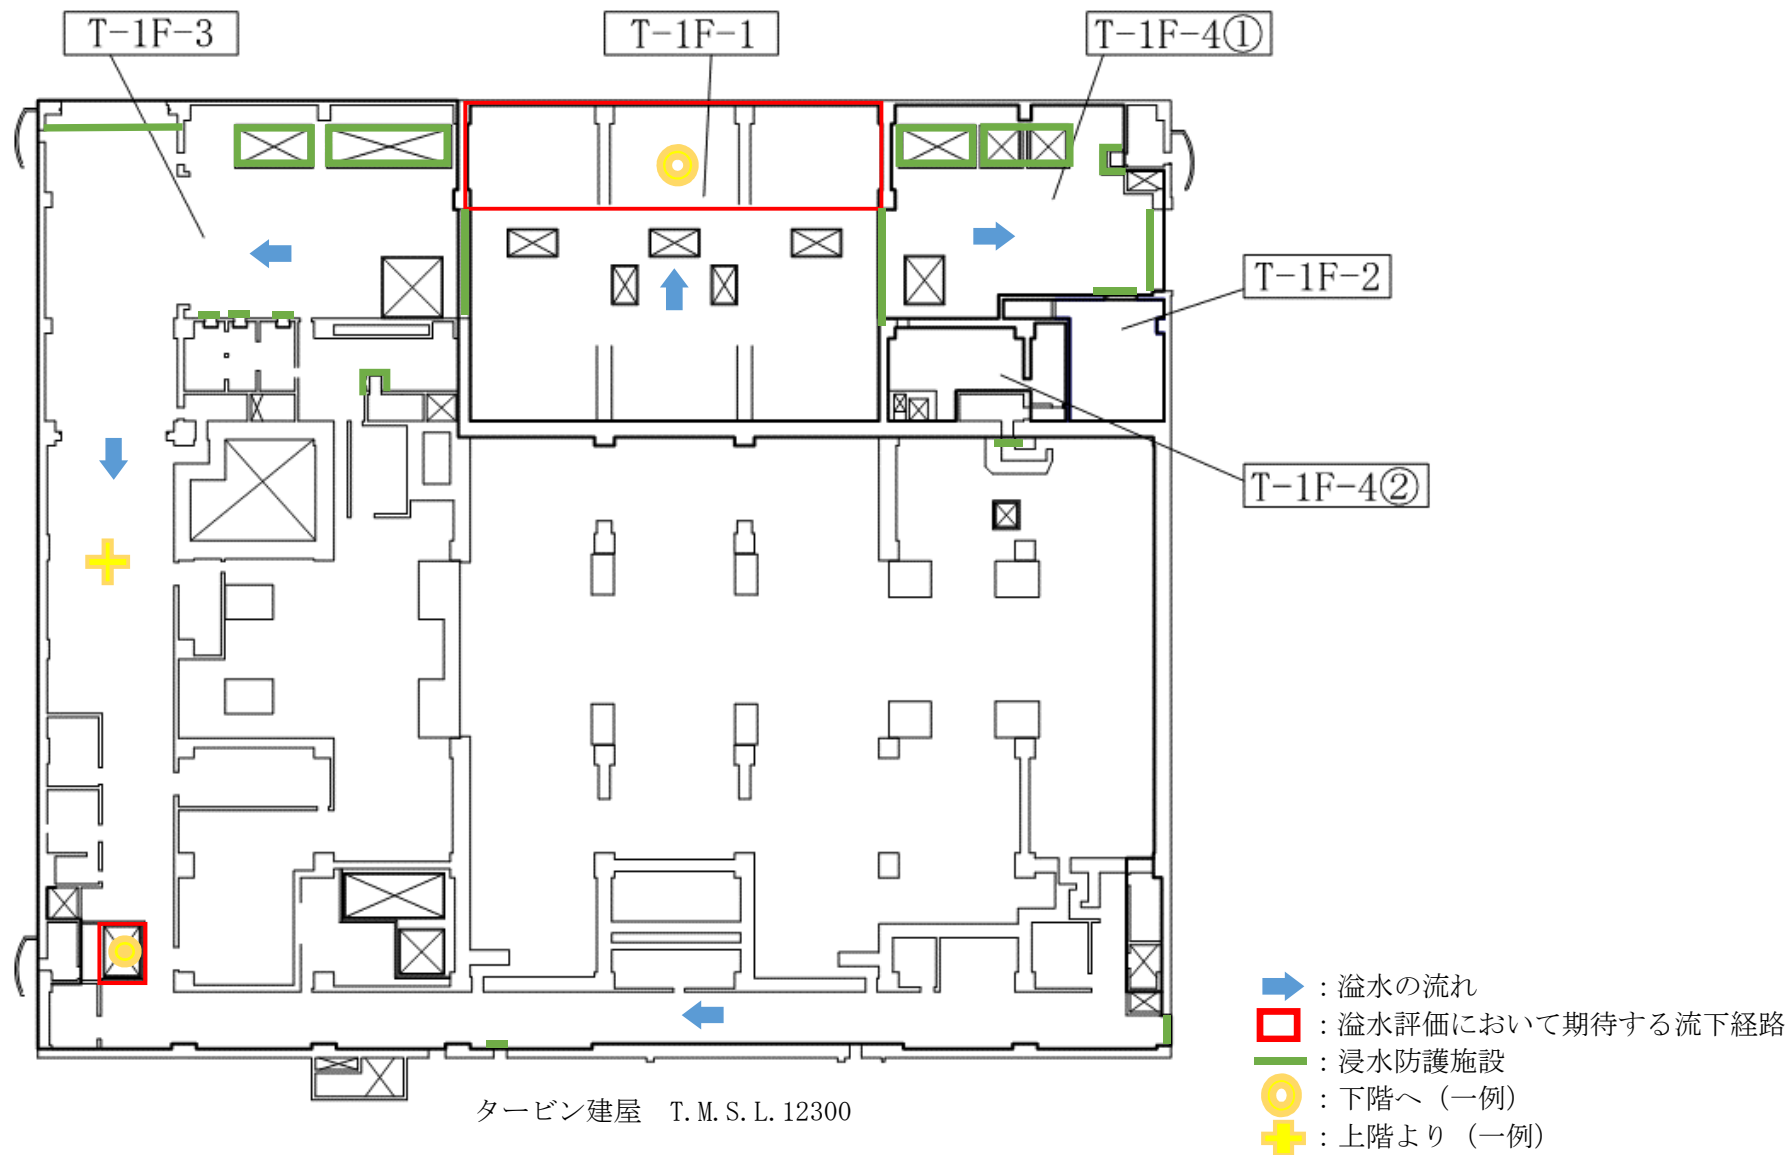 T-1F-3
T-1F-1
T-1F-4①
T-1F-2
T-1F-4②
：溢水の流れ
：溢水評価において期待する流下経路
：浸水防護施設
：下階へ（一例）
：上階より（一例）
タービン建屋　T.M.S.L.12300